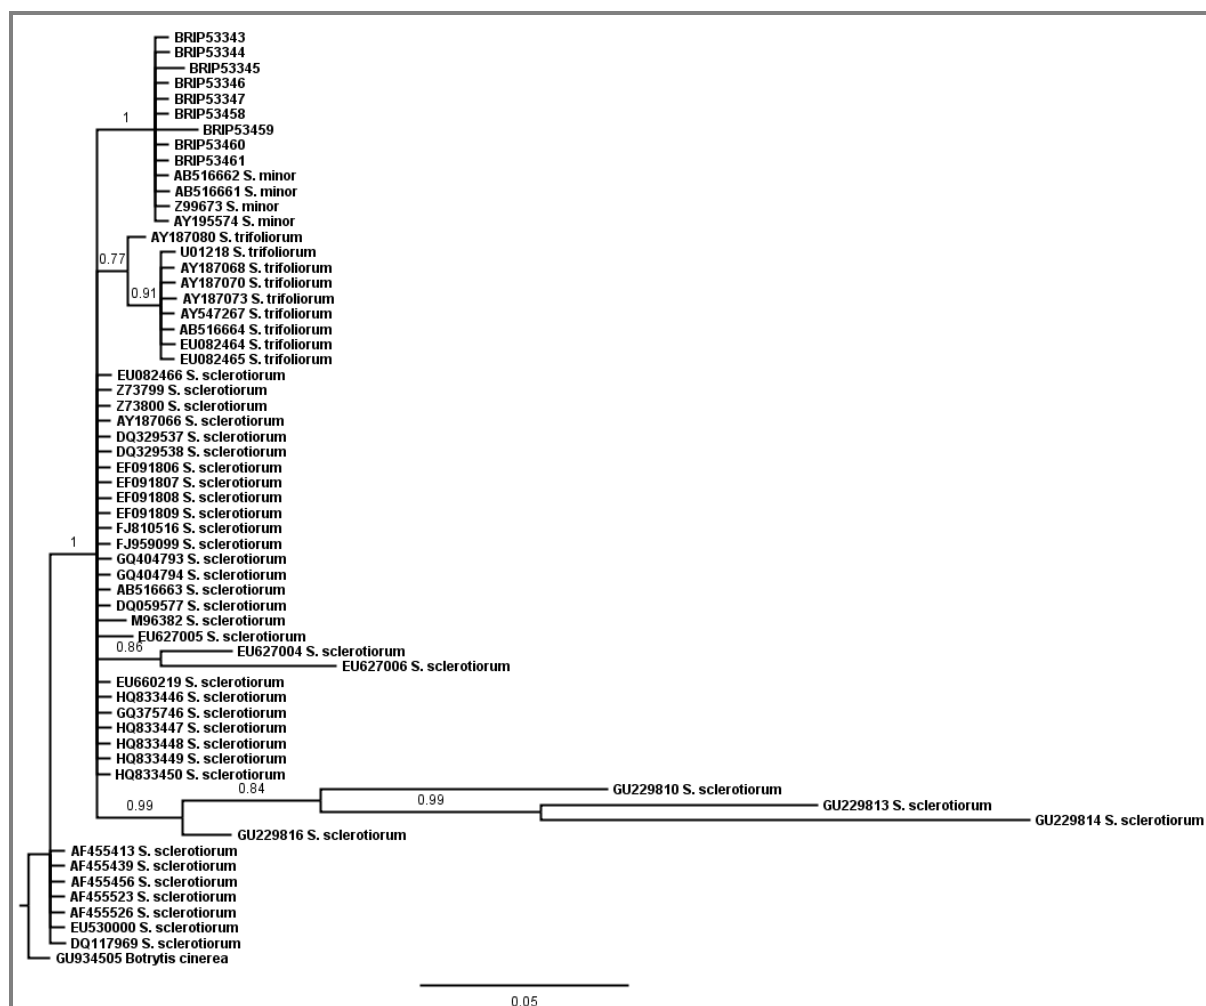 BRIP53343
BRIP53344
BRIP53345
BRIP53346
BRIP53347
BRIP53458
1
BRIP53459
BRIP53460
BRIP53461
AB516662 S. minor
AB516661 S. minor
Z99673 S. minor
AY195574 S. minor
AY187080 S. trifoliorum
U01218 S. trifoliorum
0.77
AY187068 S. trifoliorum
AY187070 S. trifoliorum
0.91
AY187073 S. trifoliorum
AY547267 S. trifoliorum
AB516664 S. trifoliorum
EU082464 S. trifoliorum
EU082465 S. trifoliorum
EU082466 S. sclerotiorum
Z73799 S. sclerotiorum
Z73800 S. sclerotiorum
AY187066 S. sclerotiorum
DQ329537 S. sclerotiorum
DQ329538 S. sclerotiorum
EF091806 S. sclerotiorum
EF091807 S. sclerotiorum
EF091808 S. sclerotiorum
EF091809 S. sclerotiorum
FJ810516 S. sclerotiorum
1
FJ959099 S. sclerotiorum
GQ404793 S. sclerotiorum
GQ404794 S. sclerotiorum
AB516663 S. sclerotiorum
DQ059577 S. sclerotiorum
M96382 S. sclerotiorum
EU627005 S. sclerotiorum
0.86
EU627004 S. sclerotiorum
EU627006 S. sclerotiorum
EU660219 S. sclerotiorum
HQ833446 S. sclerotiorum
GQ375746 S. sclerotiorum
HQ833447 S. sclerotiorum
HQ833448 S. sclerotiorum
HQ833449 S. sclerotiorum
HQ833450 S. sclerotiorum
0.84
GU229810 S. sclerotiorum
0.99
0.99
GU229813 S. sclerotiorum
GU229814 S. sclerotiorum
GU229816 S. sclerotiorum
AF455413 S. sclerotiorum
AF455439 S. sclerotiorum
AF455456 S. sclerotiorum
AF455523 S. sclerotiorum
AF455526 S. sclerotiorum
EU530000 S. sclerotiorum
DQ117969 S. sclerotiorum
GU934505 Botrytis cinerea
0.05